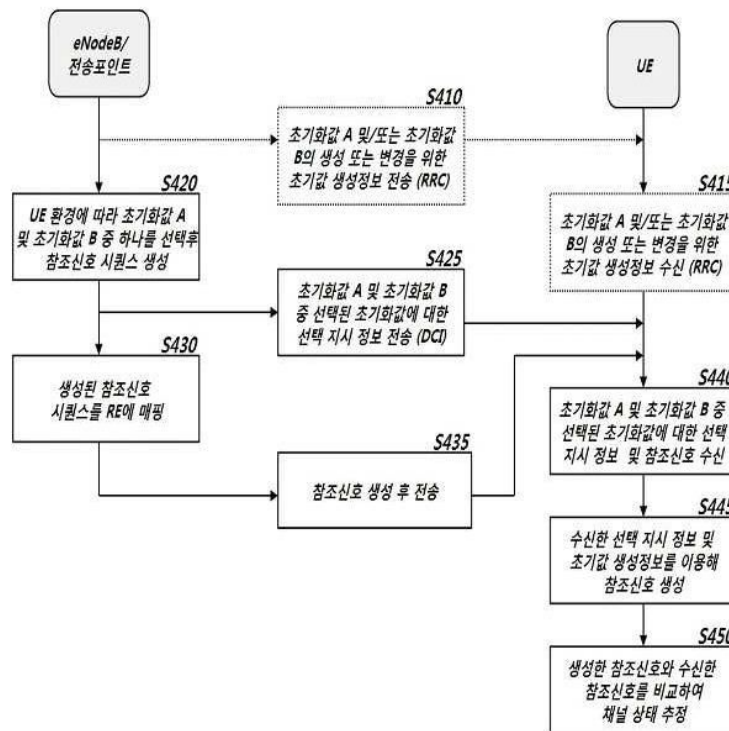 eNodeB/
전송포인트
UE
S410
초기화값 A 및/또는 초기화값
B의 생성 또는 변경을 위한
초기값 생성정보 전송 (RRC)
S420
UE 환경에 따라 초기화값 A
및 초기화값 B 중 하나를 선택후
참조신호 시퀀스 생성
S415
초기화값 A 및/또는 초기화값
B의 생성 또는 변경을 위한
초기값 생성정보 수신 (RRC)
S425
초기화값 A 및 초기화값 B
중 선택된 초기화값에 대한
선택 지시 정보 전송 (DCI)
S430
생성된 참조신호
시퀀스를 RE에 매핑
S435
참조신호 생성 후 전송
S440
초기화값 A 및 초기화값 B 중
선택된 초기화값에 대한 선택
지시 정보 및 참조신호 수신
S445
수신한 선택 지시 정보 및
초기값 생성정보를 이용해
참조신호 생성
S450
생성한 참조신호와 수신한
참조신호를 비교하여
채널 상태 추정